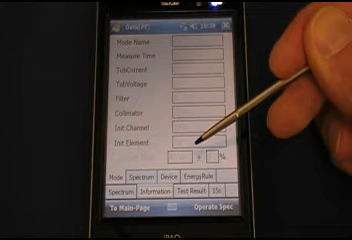 Mode Name
Measure Time
TubCurrent
TubVoltage
Filter
Collimator
Init Channel
Init Element
%
Mode Spectrum Device EnergyRule
Spectrum Information Test Result
To Main-Page Operate Spec
iPAQ